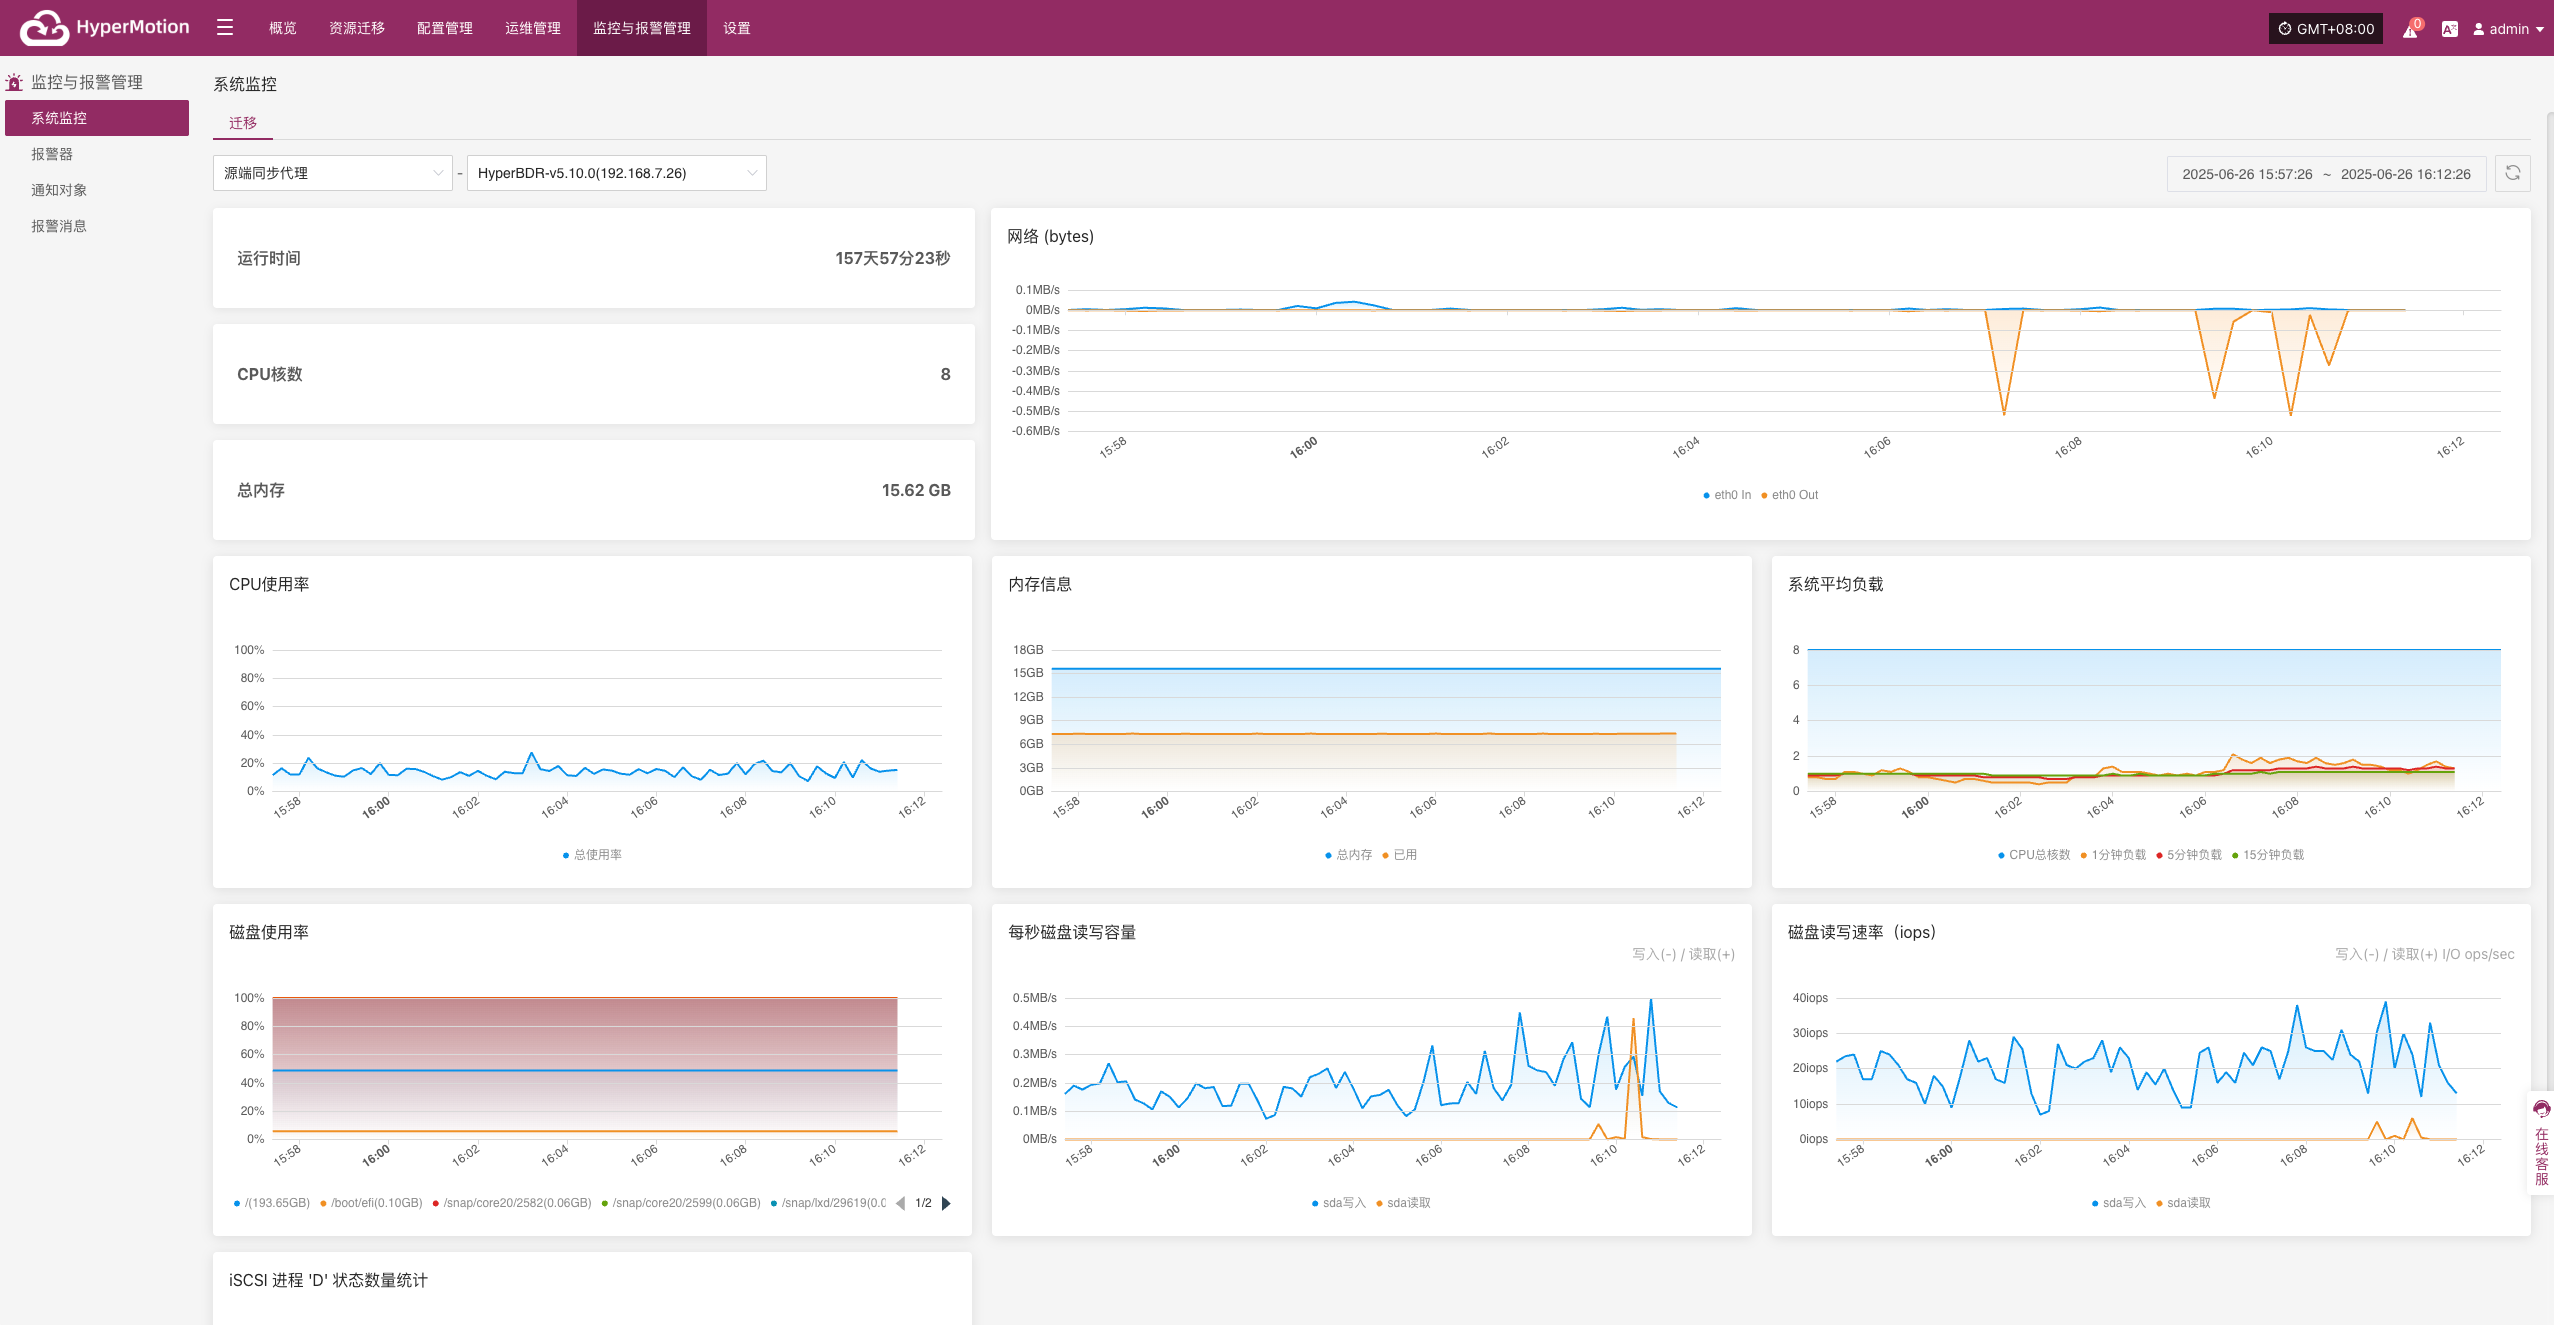 HyperMotion
概览 资源迁移 配置管理 运维管理 监控与报警管理 设置
GMT+08:00 0 admin
监控与报警管理
系统监控
报警器
通知对象
报警消息
系统监控
迁移
源端同步代理 - HyperBDR-v5.10.0(192.168.7.26)
2025-06-26 15:57:26 ~ 2025-06-26 16:12:26
运行时间 157天57分23秒
CPU核数 8
总内存 15.62 GB
网络 (bytes)
0.1MB/s
0MB/s
-0.1MB/s
-0.2MB/s
-0.3MB/s
-0.4MB/s
-0.5MB/s
-0.6MB/s
15:58 16:00 16:02 16:04 16:06 16:08 16:10 16:12
eth0 In eth0 Out
CPU使用率
100%
80%
60%
40%
20%
0%
15:58 16:00 16:02 16:04 16:06 16:08 16:10 16:12
总使用率
内存信息
18GB
15GB
12GB
9GB
6GB
3GB
0GB
15:58 16:00 16:02 16:04 16:06 16:08 16:10 16:12
总内存 已用
系统平均负载
8
6
4
2
0
15:58 16:00 16:02 16:04 16:06 16:08 16:10 16:12
CPU总核数 1分钟负载 5分钟负载 15分钟负载
磁盘使用率
100%
80%
60%
40%
20%
0%
15:58 16:00 16:02 16:04 16:06 16:08 16:10 16:12
/(193.65GB) /boot/efi(0.10GB) /snap/core20/2582(0.06GB) /snap/core20/2599(0.06GB) /snap/lxd/29619(0.0 1/2
每秒磁盘读写容量
写入(-) / 读取(+)
0.5MB/s
0.4MB/s
0.3MB/s
0.2MB/s
0.1MB/s
0MB/s
15:58 16:00 16:02 16:04 16:06 16:08 16:10 16:12
sda写入 sda读取
磁盘读写速率（iops）
写入(-) / 读取(+) I/O ops/sec
40iops
30iops
20iops
10iops
0iops
15:58 16:00 16:02 16:04 16:06 16:08 16:10 16:12
sda写入 sda读取
iSCSI 进程 'D' 状态数量统计
在线客服